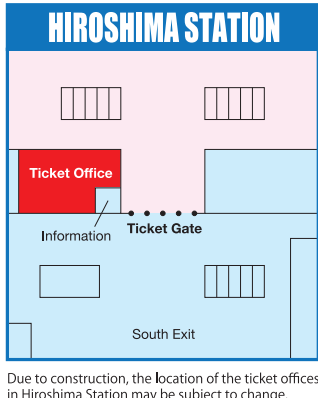 HIROSHIMA STATION
Ticket Office
Information
Ticket Gate
South Exit
Due to construction, the location of the ticket offices
in Hiroshima Station may be subject to change.